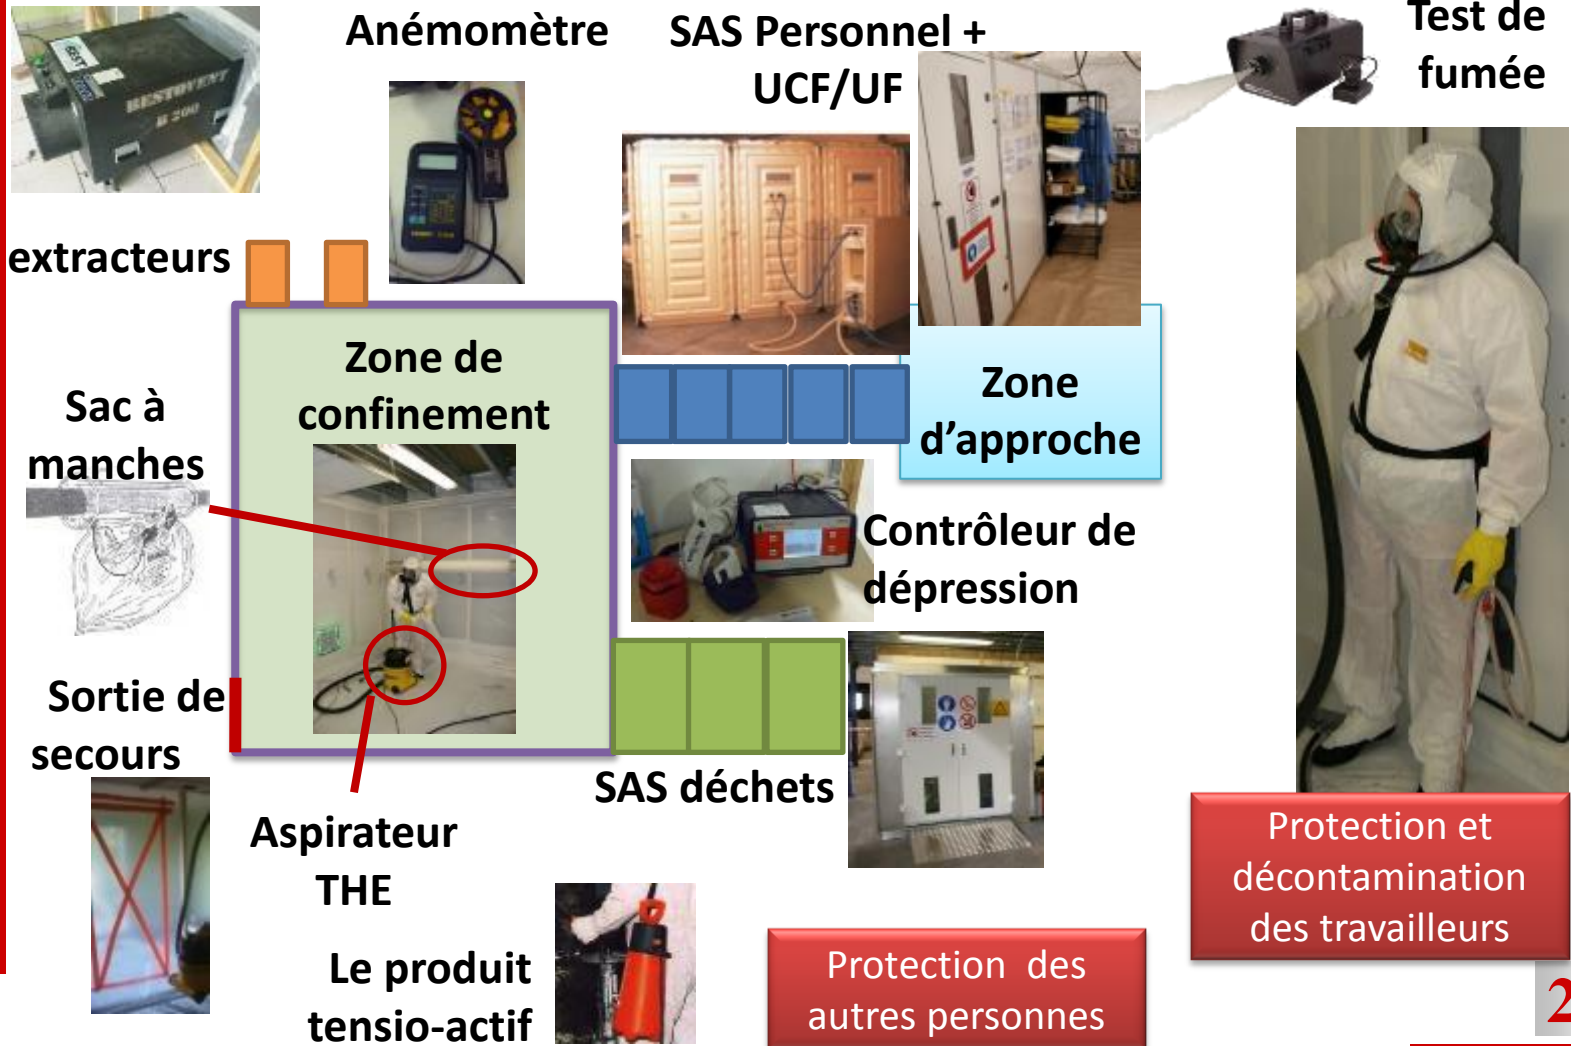 Anémomètre
SAS Personnel +
UCF/UF
Test de
fumée
BEST
BESTOVENT
extracteurs
Zone de
confinement
Zone
d'approche
Sac à
manches
Contrôleur de
dépression
Sortie de
secours
SAS déchets
Aspirateur
THE
Le produit
tensio-actif
Protection des
autres personnes
Protection et
décontamination
des travailleurs
2